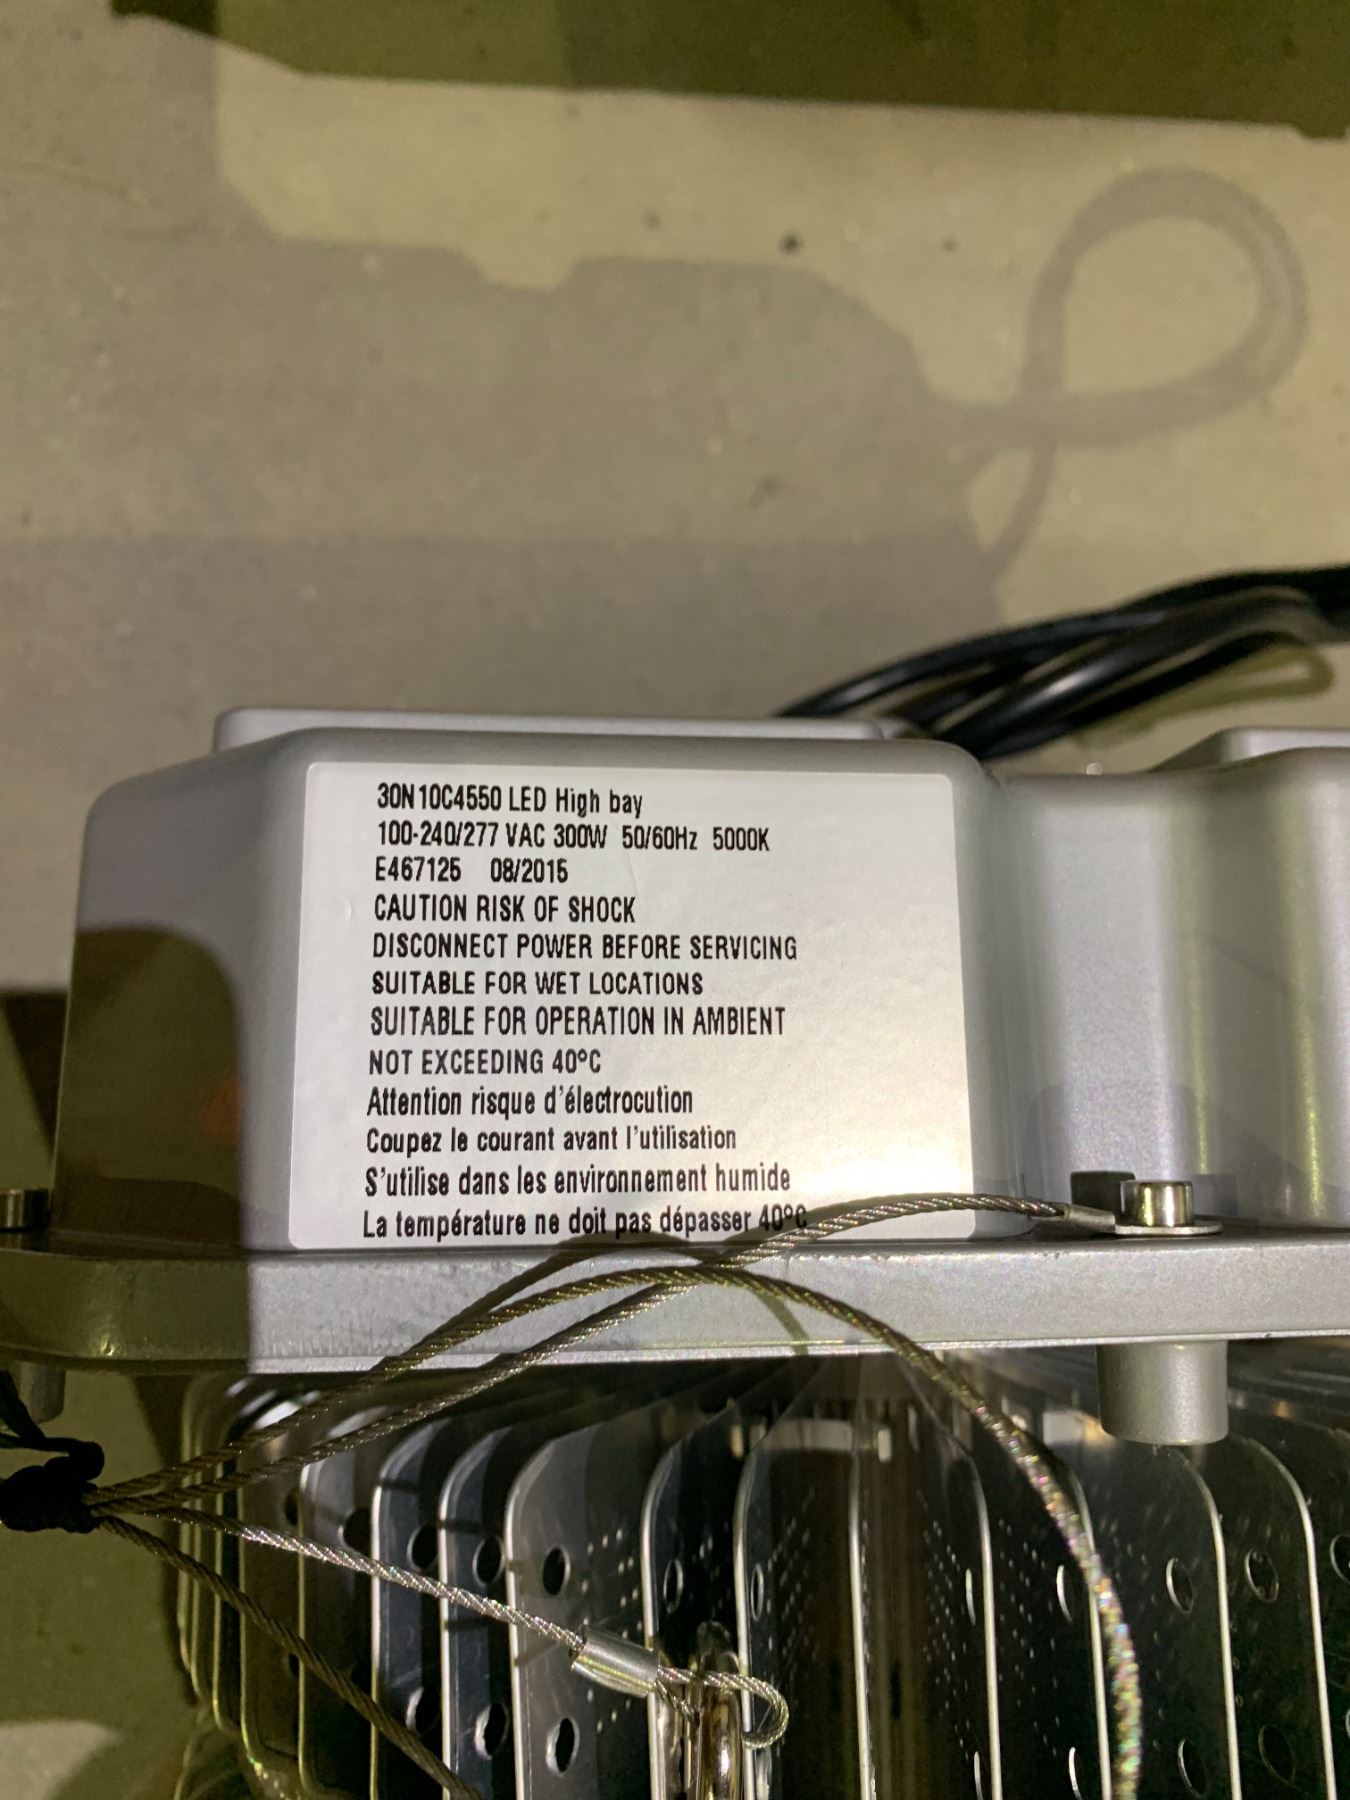 30N10C4550 LED High bay
100-240/277 VAC 300W 50/60Hz 5000K
E467125 08/2015
CAUTION RISK OF SHOCK
DISCONNECT POWER BEFORE SERVICING
SUITABLE FOR WET LOCATIONS
SUITABLE FOR OPERATION IN AMBIENT
NOT EXCEEDING 40°C
Attention risque d'électrocution
Coupez le courant avant l'utilisation
S'utilise dans les environnement humide
La température ne doit pas dépasser 40°C